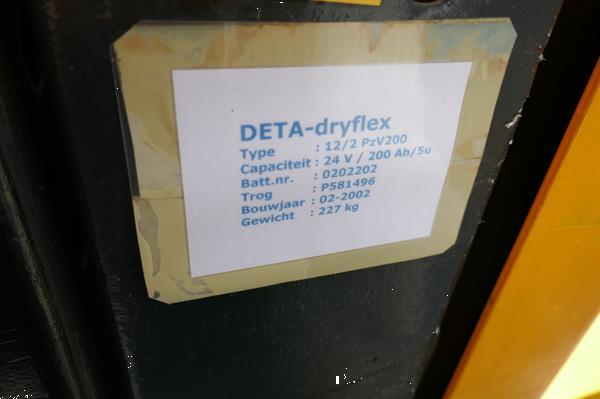 DETA-dryflex
Type : 12/2 PzV200
Capaciteit : 24 V / 200 Ah/5u
Batt.nr. : 0202202
Trog : P581496
Bouwjaar : 02-2002
Gewicht : 227 kg